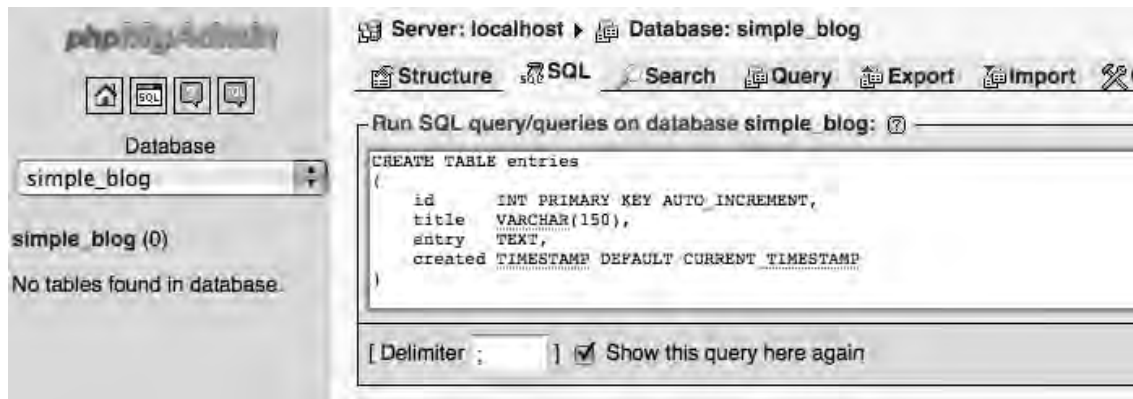 phpMyAdmin
SQL
Database
simple_blog
simple_blog (0)
No tables found in database.
Server: localhost ▸ Database: simple_blog
Structure SQL Search Query Export Import
Run SQL query/queries on database simple_blog:
CREATE TABLE entries
(
id INT PRIMARY KEY AUTO_INCREMENT,
title VARCHAR(150),
entry TEXT,
created TIMESTAMP DEFAULT CURRENT_TIMESTAMP
)
[ Delimiter ; ] Show this query here again